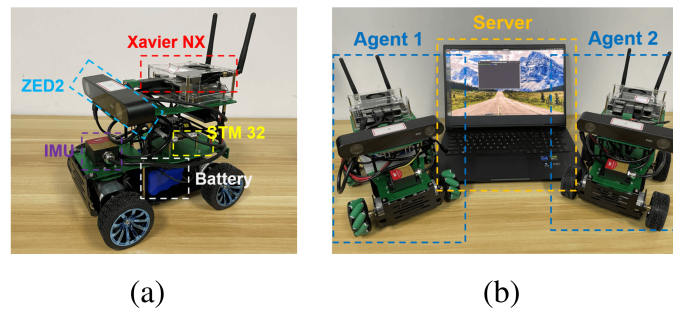 Xavier NX
ZED2
STM 32
IMU
Battery
Server
Agent 1
Agent 2
(a)
(b)